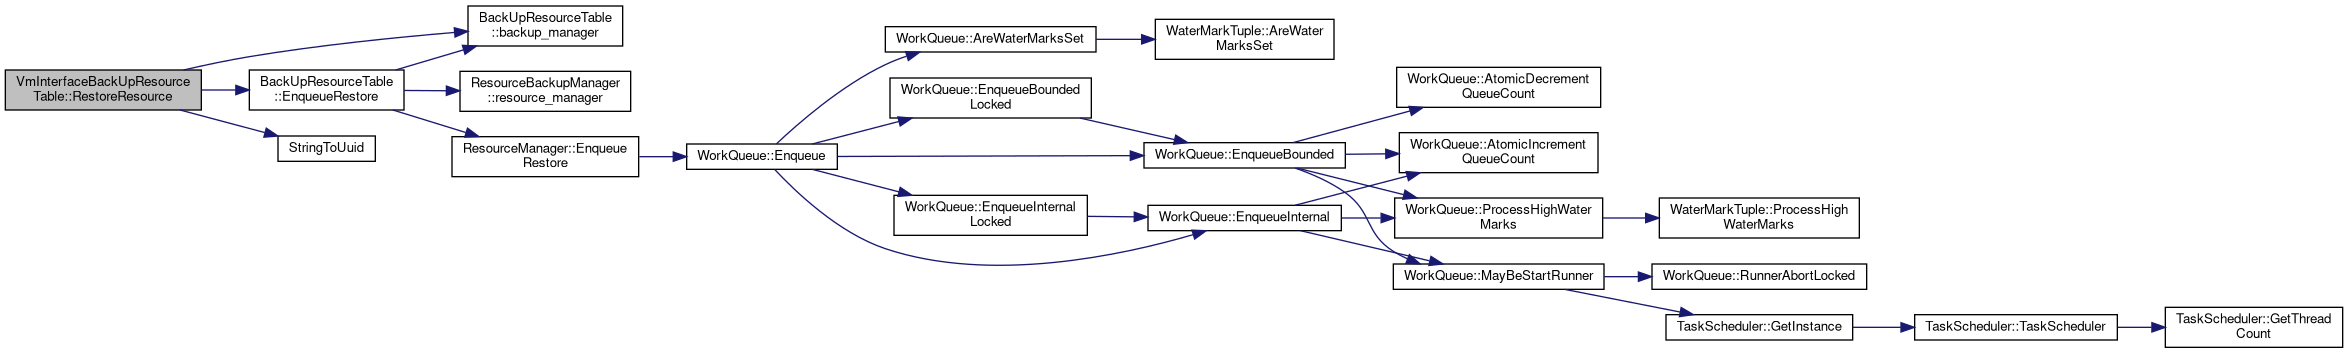 VmInterfaceBackUpResource
Table::RestoreResource
BackUpResourceTable
::backup_manager
BackUpResourceTable
::EnqueueRestore
StringToUuid
ResourceBackupManager
::resource_manager
ResourceManager::Enqueue
Restore
WorkQueue::Enqueue
WorkQueue::AreWaterMarksSet
WaterMarkTuple::AreWater
MarksSet
WorkQueue::EnqueueBounded
Locked
WorkQueue::EnqueueBounded
WorkQueue::EnqueueInternal
Locked
WorkQueue::EnqueueInternal
WorkQueue::AtomicDecrement
QueueCount
WorkQueue::AtomicIncrement
QueueCount
WorkQueue::ProcessHighWater
Marks
WaterMarkTuple::ProcessHigh
WaterMarks
WorkQueue::MayBeStartRunner
WorkQueue::RunnerAbortLocked
TaskScheduler::GetInstance
TaskScheduler::TaskScheduler
TaskScheduler::GetThread
Count